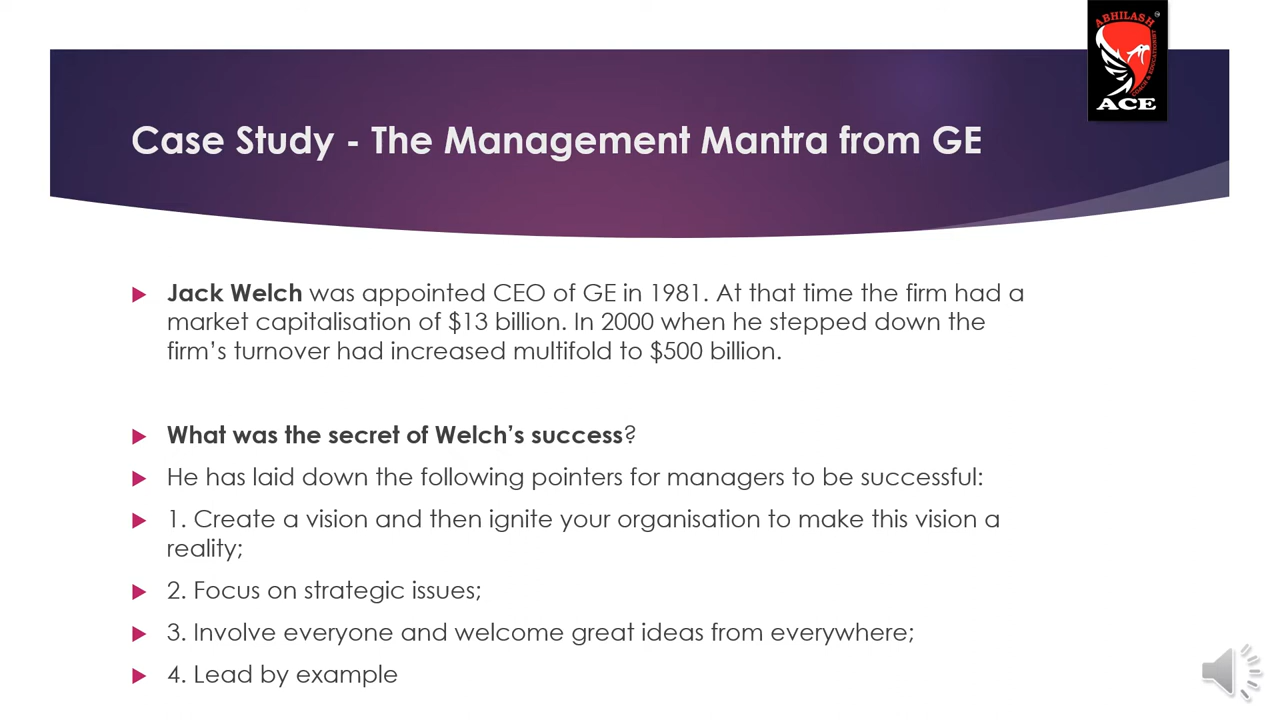 ABHILASH
COACH & EDUCATIONIST
ACE
Case Study - The Management Mantra from GE
Jack Welch was appointed CEO of GE in 1981. At that time the firm had a
market capitalisation of $13 billion. In 2000 when he stepped down the
firm's turnover had increased multifold to $500 billion.
What was the secret of Welch's success?
He has laid down the following pointers for managers to be successful:
1. Create a vision and then ignite your organisation to make this vision a
reality;
2. Focus on strategic issues;
3. Involve everyone and welcome great ideas from everywhere;
4. Lead by example